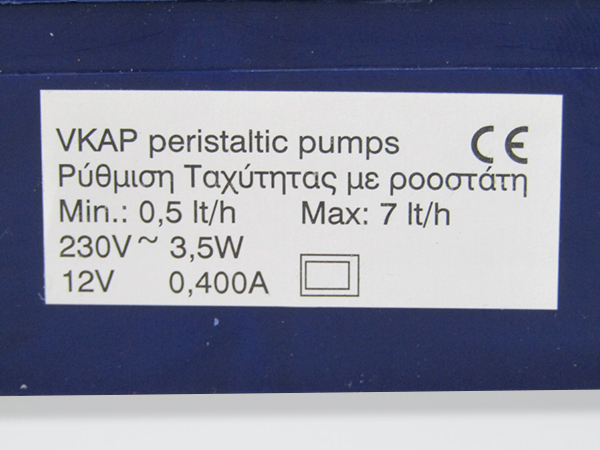 VKAP peristaltic pumps CE
Ρύθμιση Ταχύτητας με ροοστάτη
Min.: 0,5 lt/h Max: 7 lt/h
230V~ 3,5W
12V 0,400A